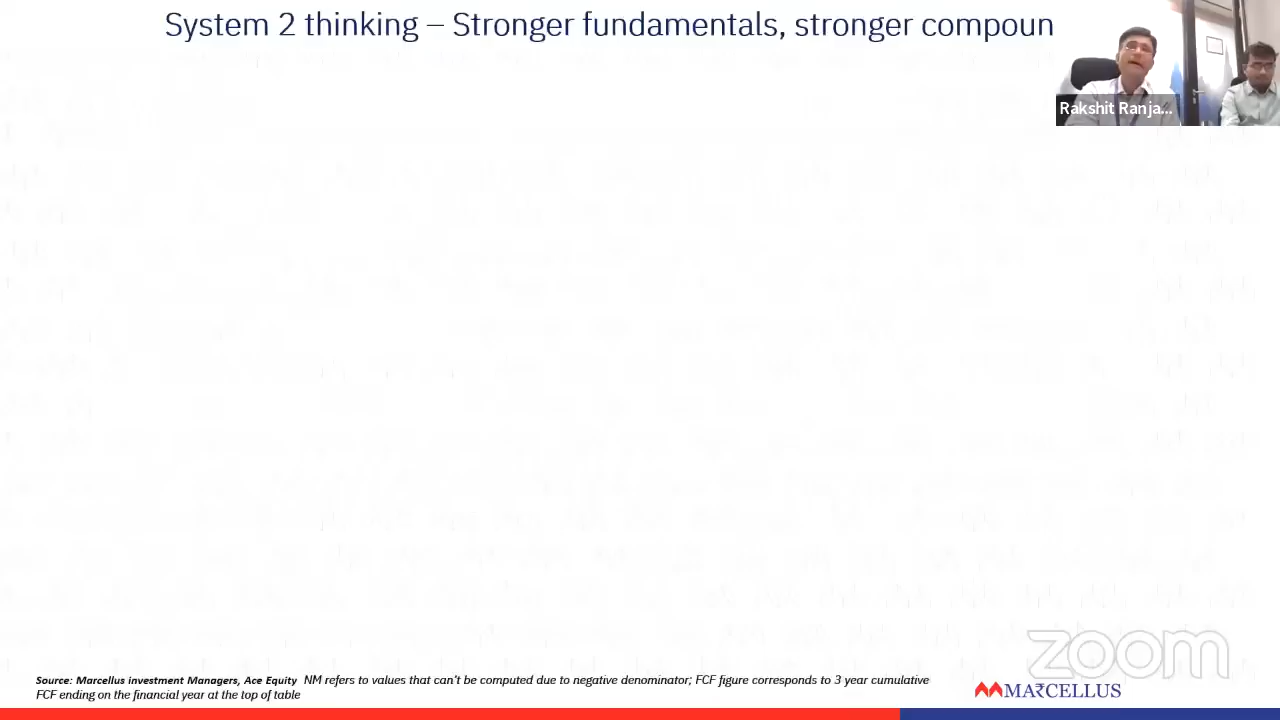 System 2 thinking – Stronger fundamentals, stronger compoun
Rakshit Ranja...
zoom
Source: Marcellus investment Managers, Ace Equity NM refers to values that can't be computed due to negative denominator; FCF figure corresponds to 3 year cumulative
FCF ending on the financial year at the top of table
MARCELLUS